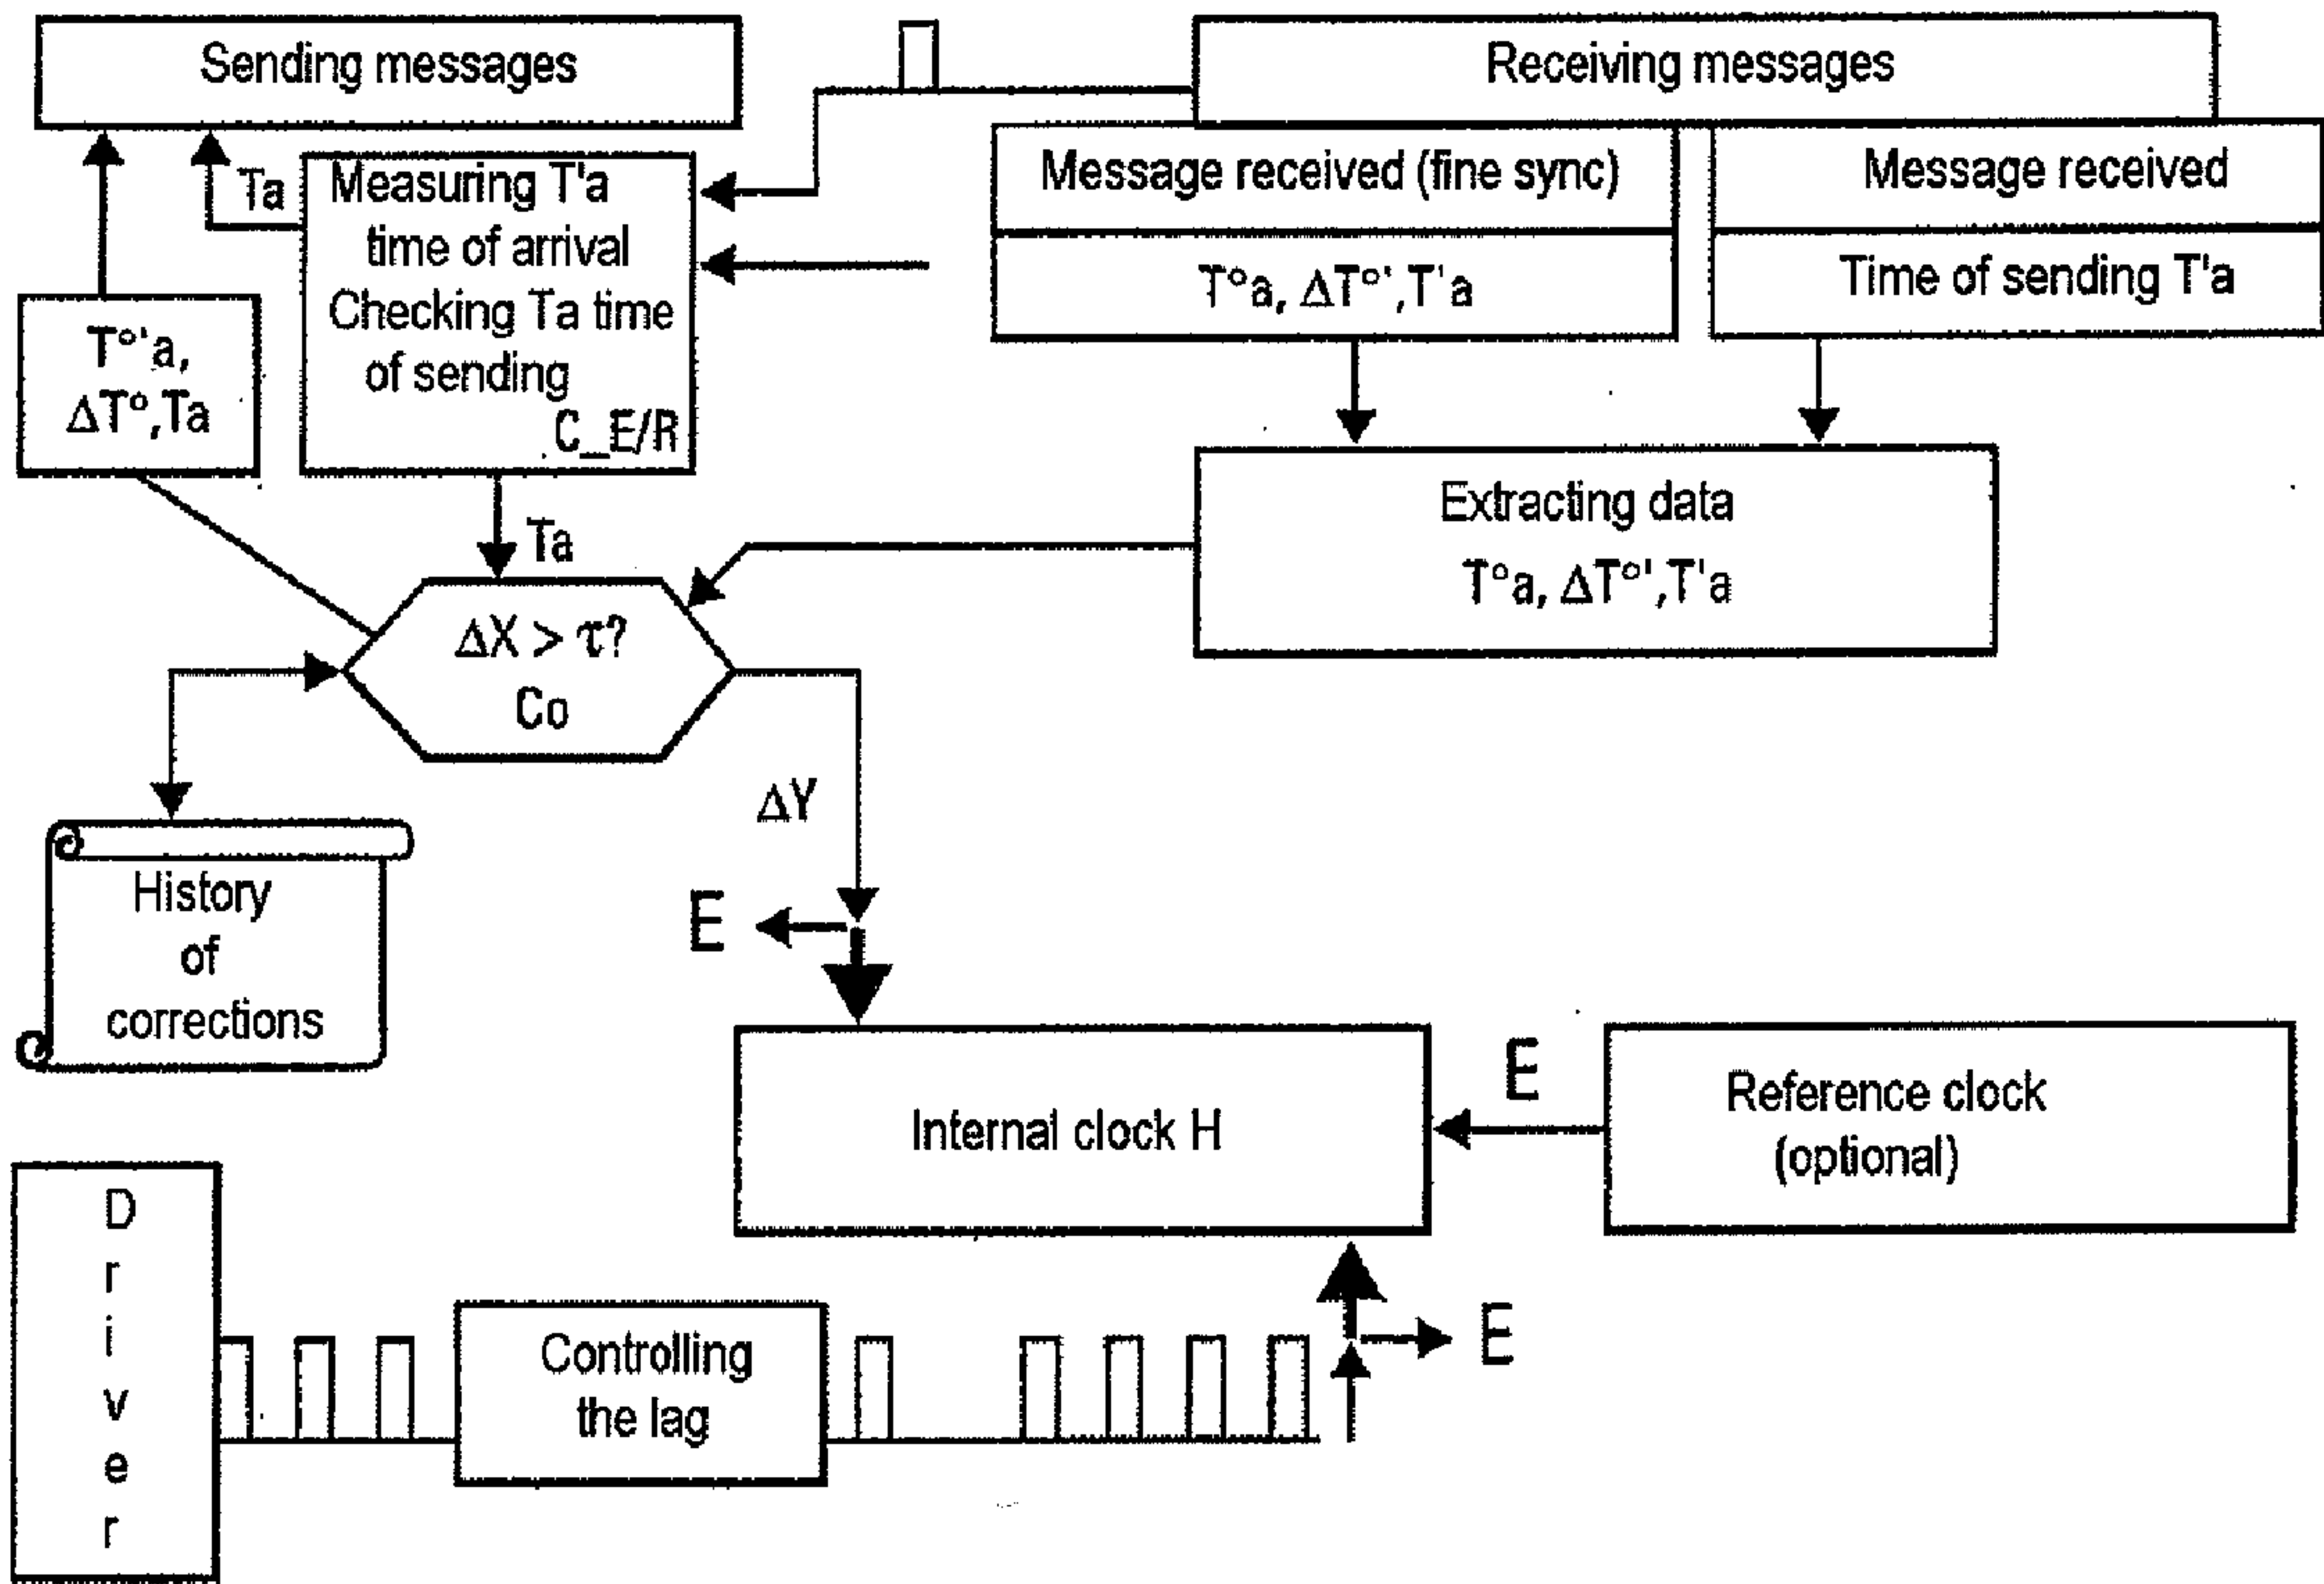 Sending messages
Receiving messages
Message received (fine sync)
Message received
T°a, ΔT°',T'a
Time of sending T'a
Ta
Measuring T'a
time of arrival
Checking Ta time
of sending
C_E/R
T°'a,
ΔT°,Ta
Extracting data
T°a, ΔT°',T'a
Ta
ΔX > τ?
Co
ΔY
E
History
of
corrections
Internal clock H
E
Reference clock
(optional)
D
r
i
v
e
r
Controlling
the lag
E